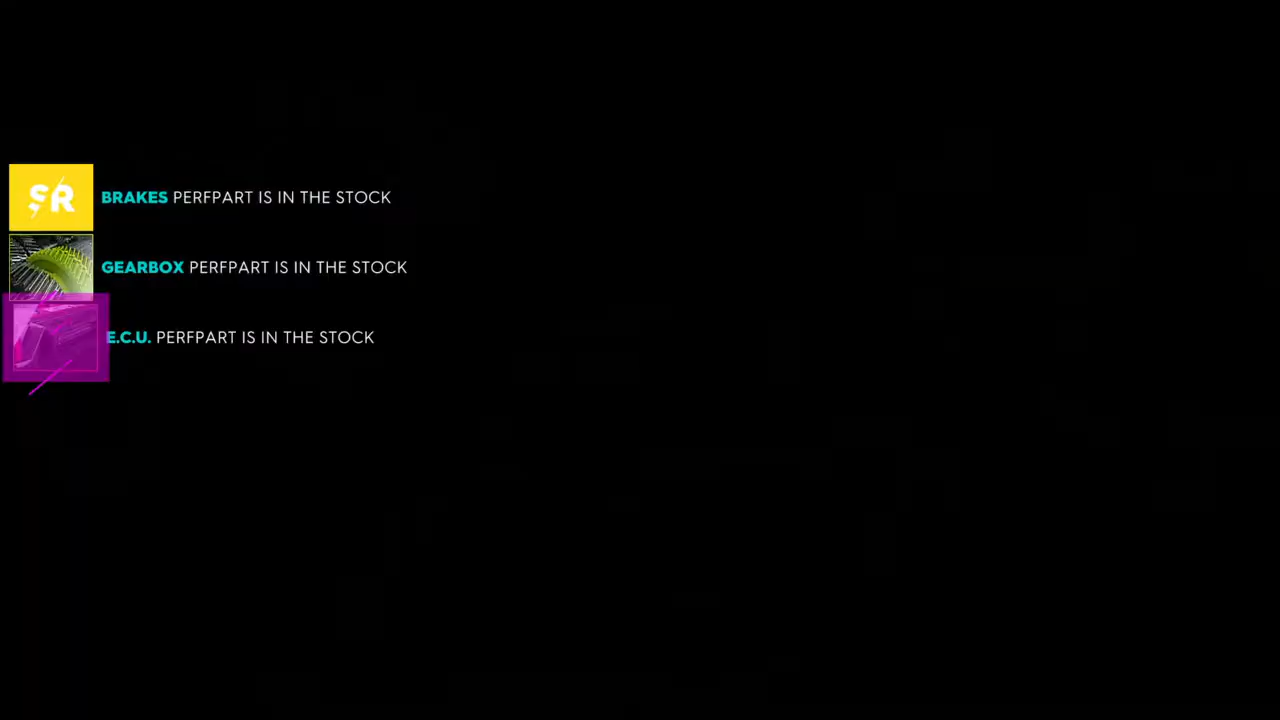 SR
BRAKES PERFPART IS IN THE STOCK
GEARBOX PERFPART IS IN THE STOCK
E.C.U. PERFPART IS IN THE STOCK